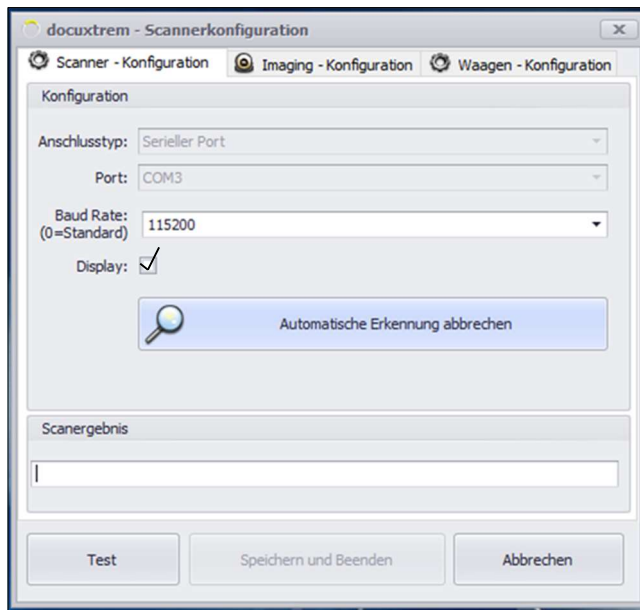 docuxtrem - Scannerkonfiguration
Scanner - Konfiguration Imaging - Konfiguration Waagen - Konfiguration
Konfiguration
Anschlusstyp: Serieller Port
Port: COM3
Baud Rate: 115200
(0=Standard)
Display:
Automatische Erkennung abbrechen
Scanergebnis
Test Speichern und Beenden Abbrechen